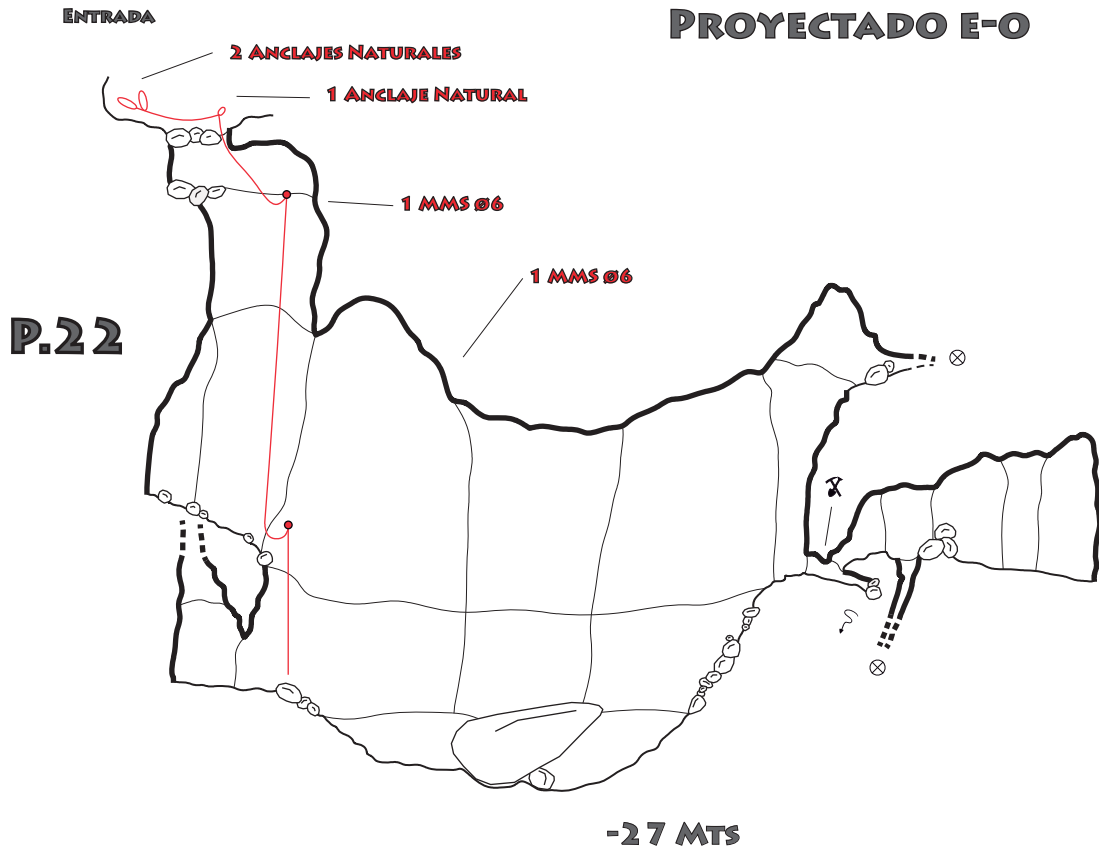 Entrada
Proyectado E-O
2 Anclajes Naturales
1 Anclaje Natural
1 MMS ø6
1 MMS ø6
P.22
-27 Mts